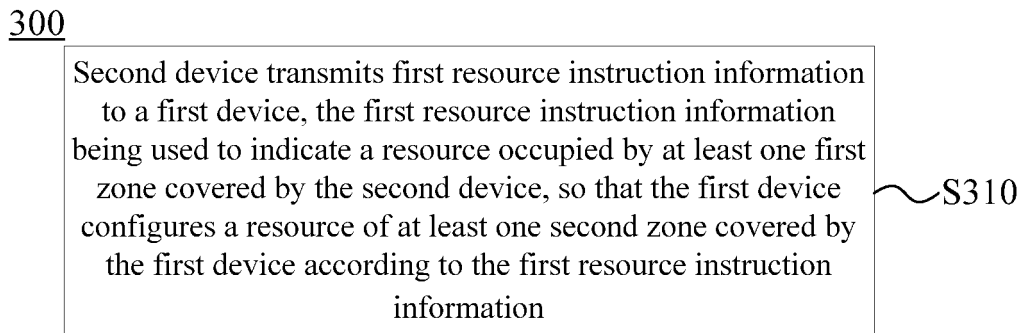 300
Second device transmits first resource instruction information
to a first device, the first resource instruction information
being used to indicate a resource occupied by at least one first
zone covered by the second device, so that the first device
configures a resource of at least one second zone covered by
the first device according to the first resource instruction
information
S310